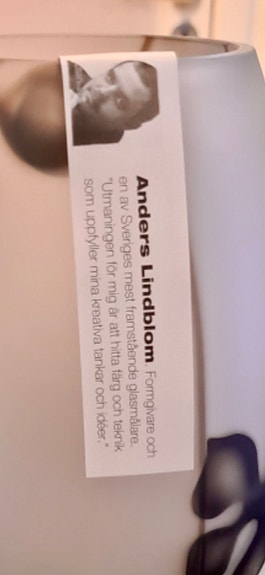 Anders Lindblom. Formgivare och
en av Sveriges mest framstående glasmålare.
"Utmaningen för mig är att hitta färg och teknik
som uppfyller mina kreativa tankar och idéer."